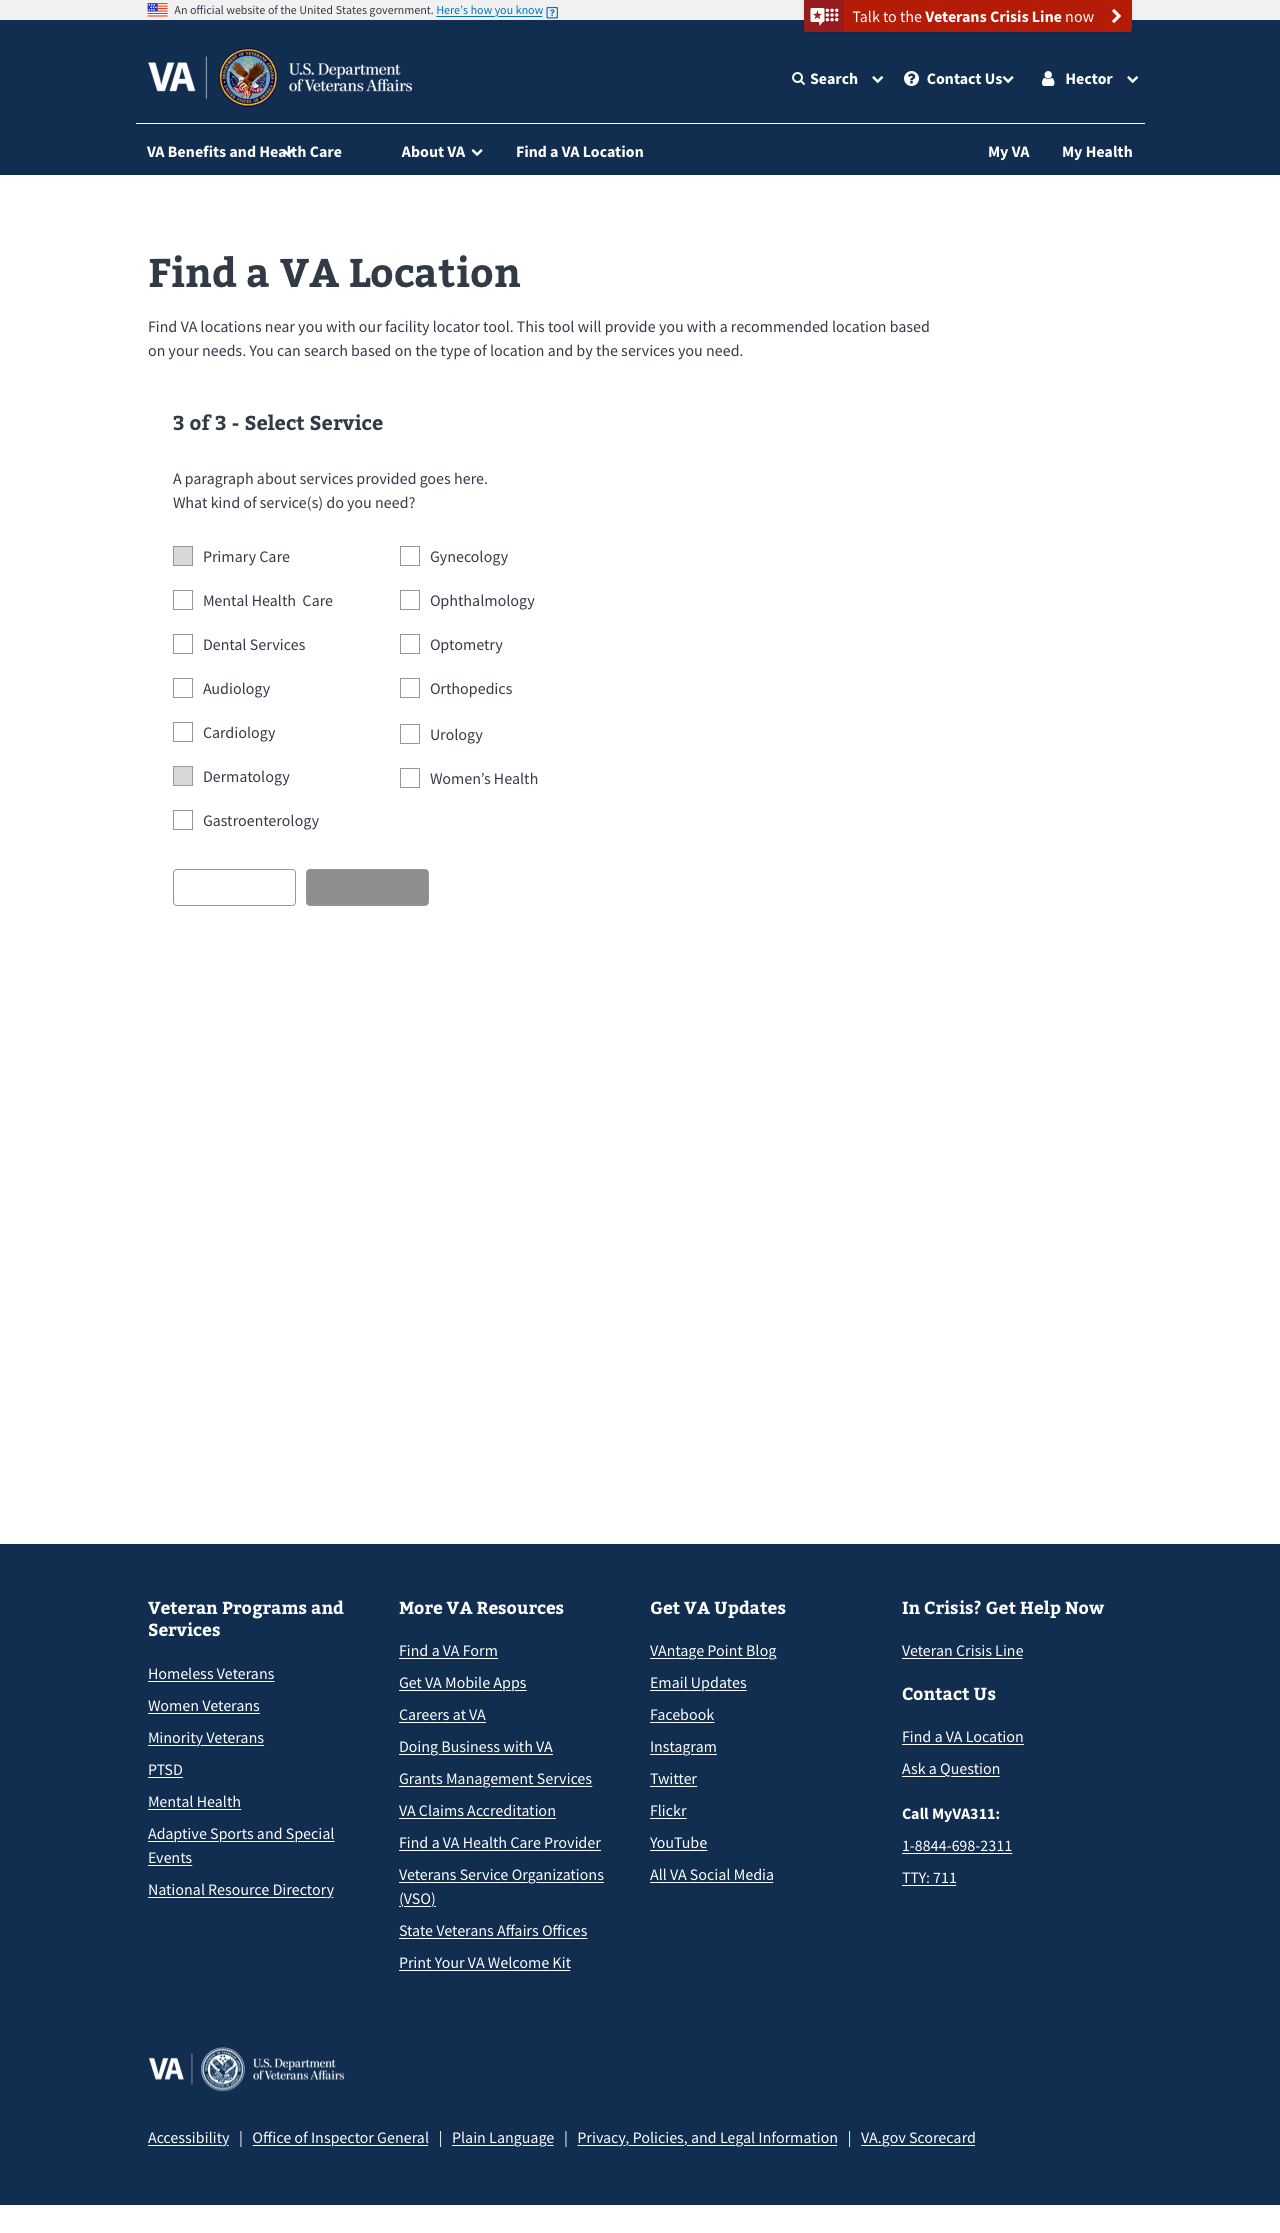 An official website of the United States government. Here's how you know
Talk to the Veterans Crisis Line now
VA
U.S. Department
of Veterans Affairs
Search
Contact Us
Hector
VA Benefits and Health Care
About VA
Find a VA Location
My VA
My Health
Find a VA Location
Find VA locations near you with our facility locator tool. This tool will provide you with a recommended location based
on your needs. You can search based on the type of location and by the services you need.
3 of 3 - Select Service
A paragraph about services provided goes here.
What kind of service(s) do you need?
Primary Care
Mental Health  Care
Dental Services
Audiology
Cardiology
Dermatology
Gastroenterology
Gynecology
Ophthalmology
Optometry
Orthopedics
Urology
Women’s Health
Veteran Programs and
Services
Homeless Veterans
Women Veterans
Minority Veterans
PTSD
Mental Health
Adaptive Sports and Special
Events
National Resource Directory
More VA Resources
Find a VA Form
Get VA Mobile Apps
Careers at VA
Doing Business with VA
Grants Management Services
VA Claims Accreditation
Find a VA Health Care Provider
Veterans Service Organizations
(VSO)
State Veterans Affairs Offices
Print Your VA Welcome Kit
Get VA Updates
VAntage Point Blog
Email Updates
Facebook
Instagram
Twitter
Flickr
YouTube
All VA Social Media
In Crisis? Get Help Now
Veteran Crisis Line
Contact Us
Find a VA Location
Ask a Question
Call MyVA311:
1-8844-698-2311
TTY: 711
VA
U.S. Department
of Veterans Affairs
Accessibility | Office of Inspector General | Plain Language | Privacy, Policies, and Legal Information | VA.gov Scorecard